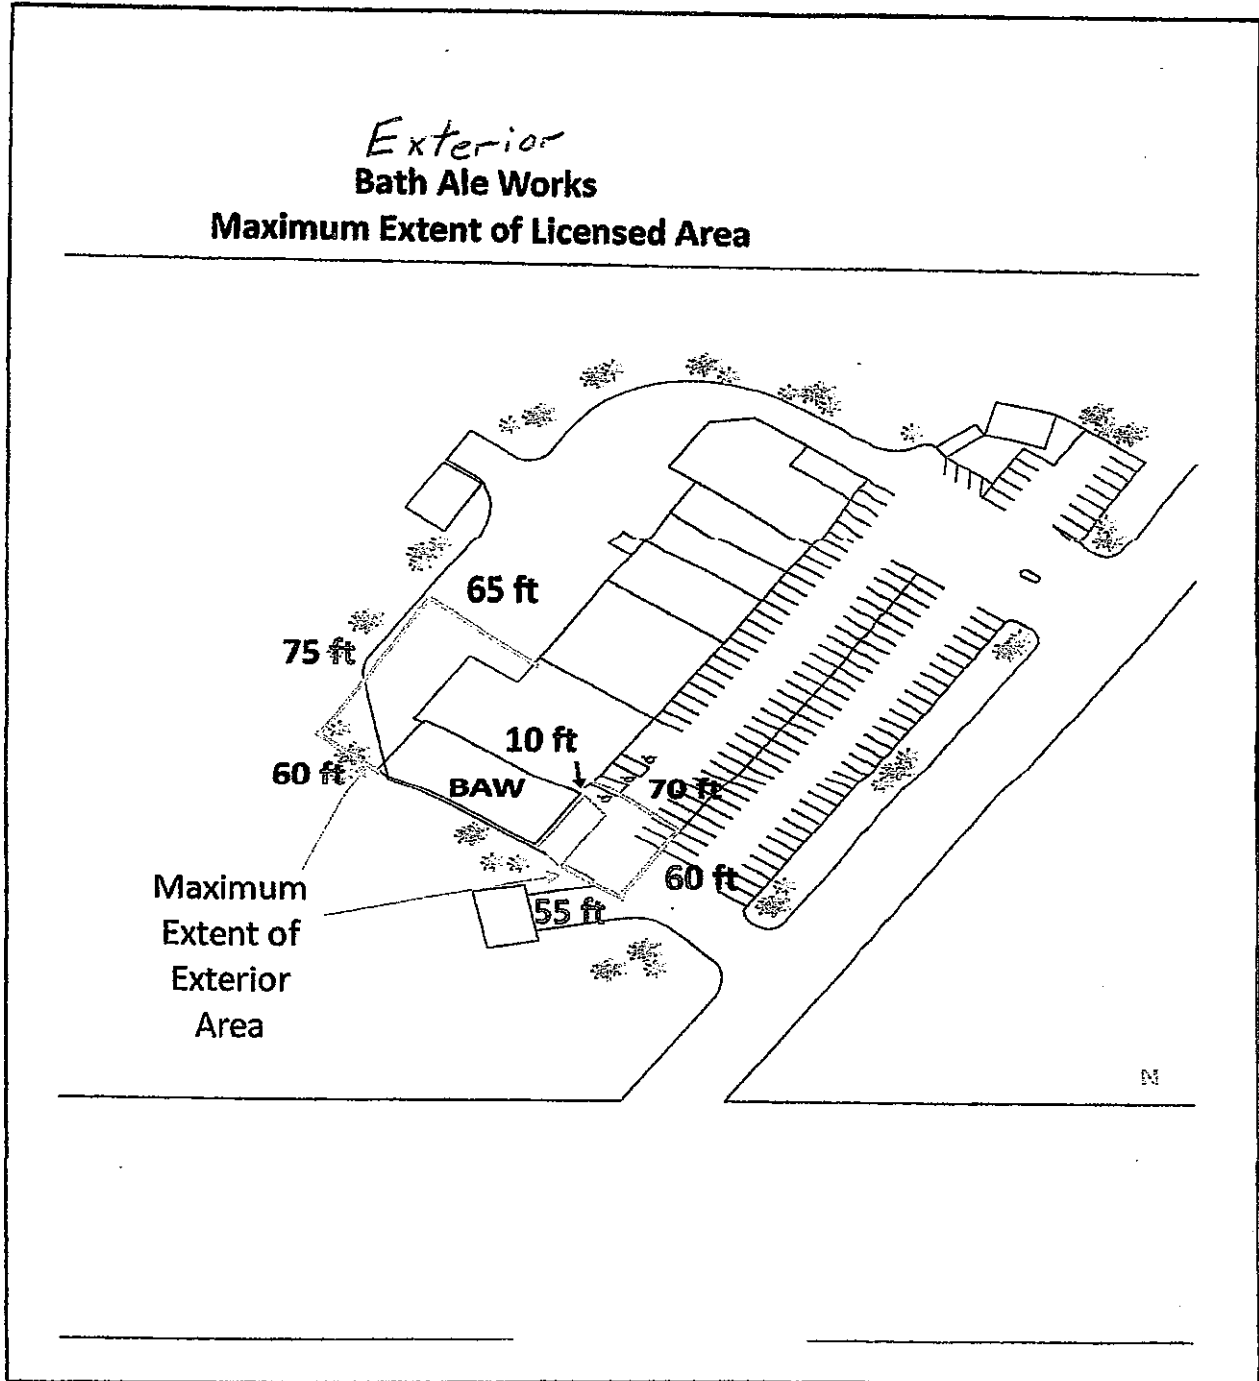 Exterior
Bath Ale Works
Maximum Extent of Licensed Area
65 ft
75 ft
10 ft
60 ft
BAW
70 ft
60 ft
55 ft
Maximum
Extent of
Exterior
Area
N